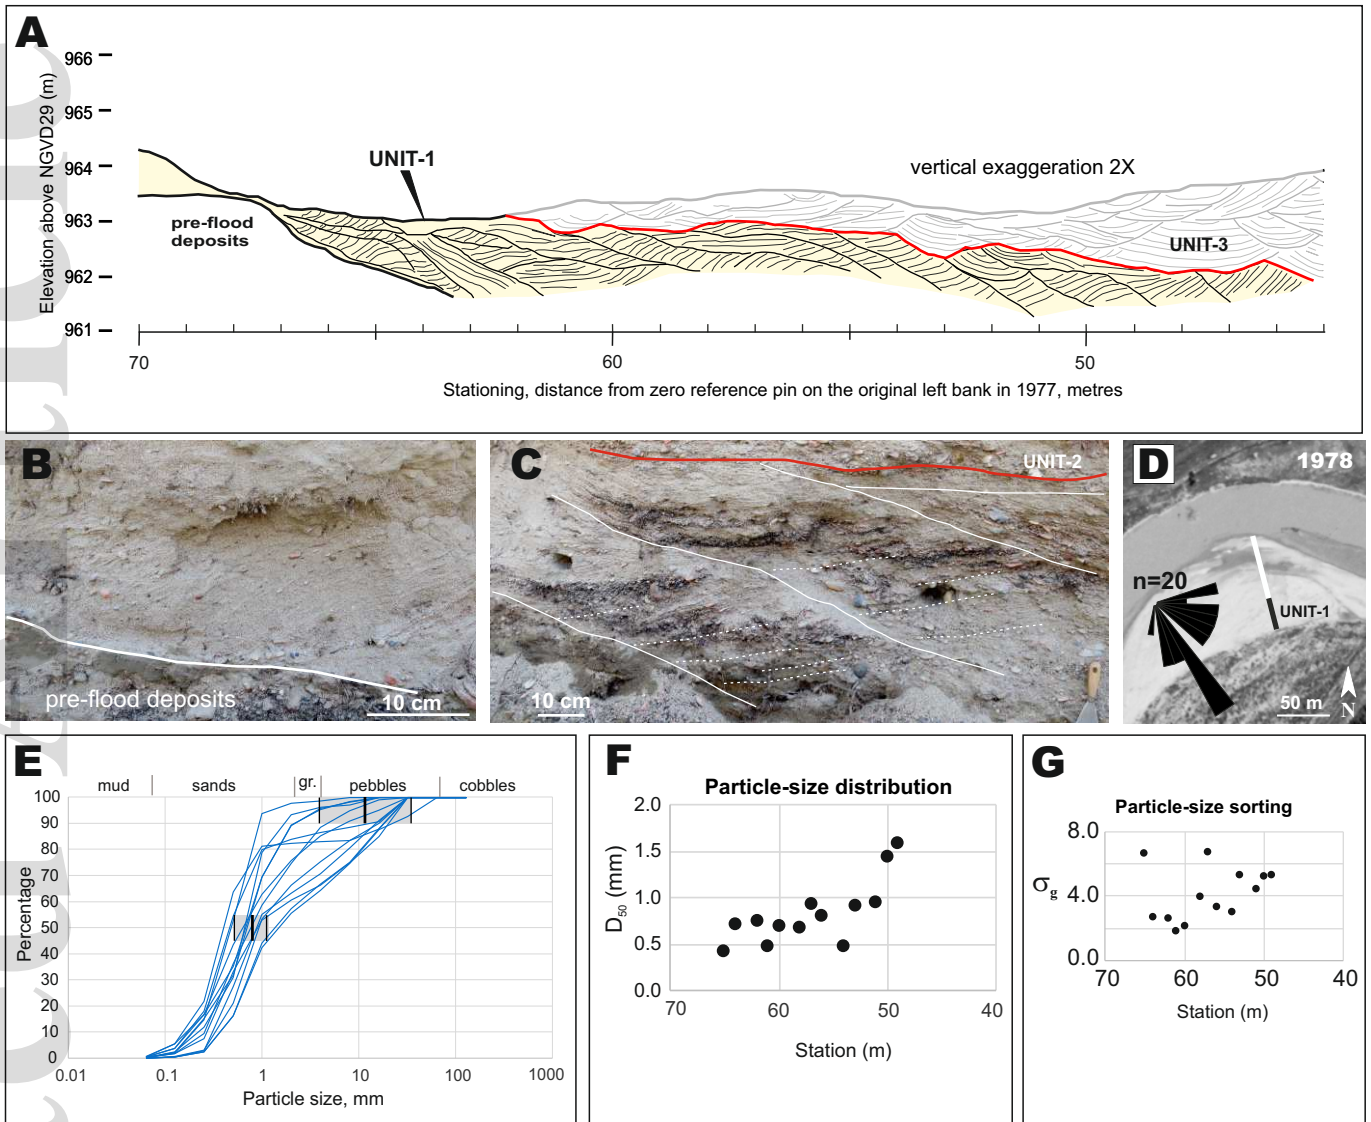 A
966
965
964
963
962
961
Elevation above NGVD29 (m)
UNIT-1
vertical exaggeration 2X
pre-flood
deposits
UNIT-3
70
60
50
Stationing, distance from zero reference pin on the original left bank in 1977, metres
B
pre-flood deposits
10 cm
C
UNIT-2
10 cm
D
1978
n=20
UNIT-1
50 m
N
E
mud
sands
gr.
pebbles
cobbles
100
90
80
70
60
50
40
30
20
10
0
Percentage
0.01
0.1
1
10
100
1000
Particle size, mm
F
Particle-size distribution
2.0
1.5
1.0
0.5
0.0
D50 (mm)
70
60
50
40
Station (m)
G
Particle-size sorting
8.0
4.0
0.0
σg
70
60
50
40
Station (m)